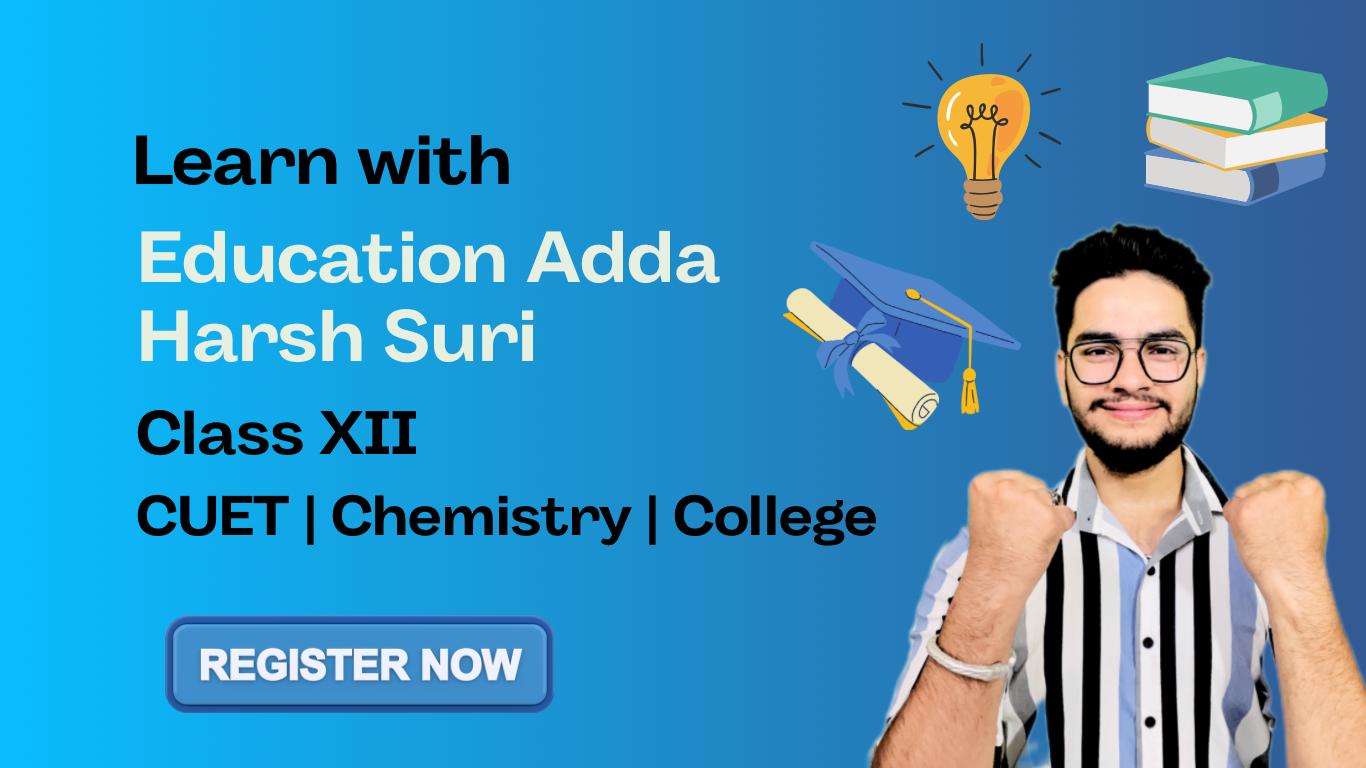 Learn with
Education Adda
Harsh Suri
Class XII
CUET | Chemistry | College
REGISTER NOW